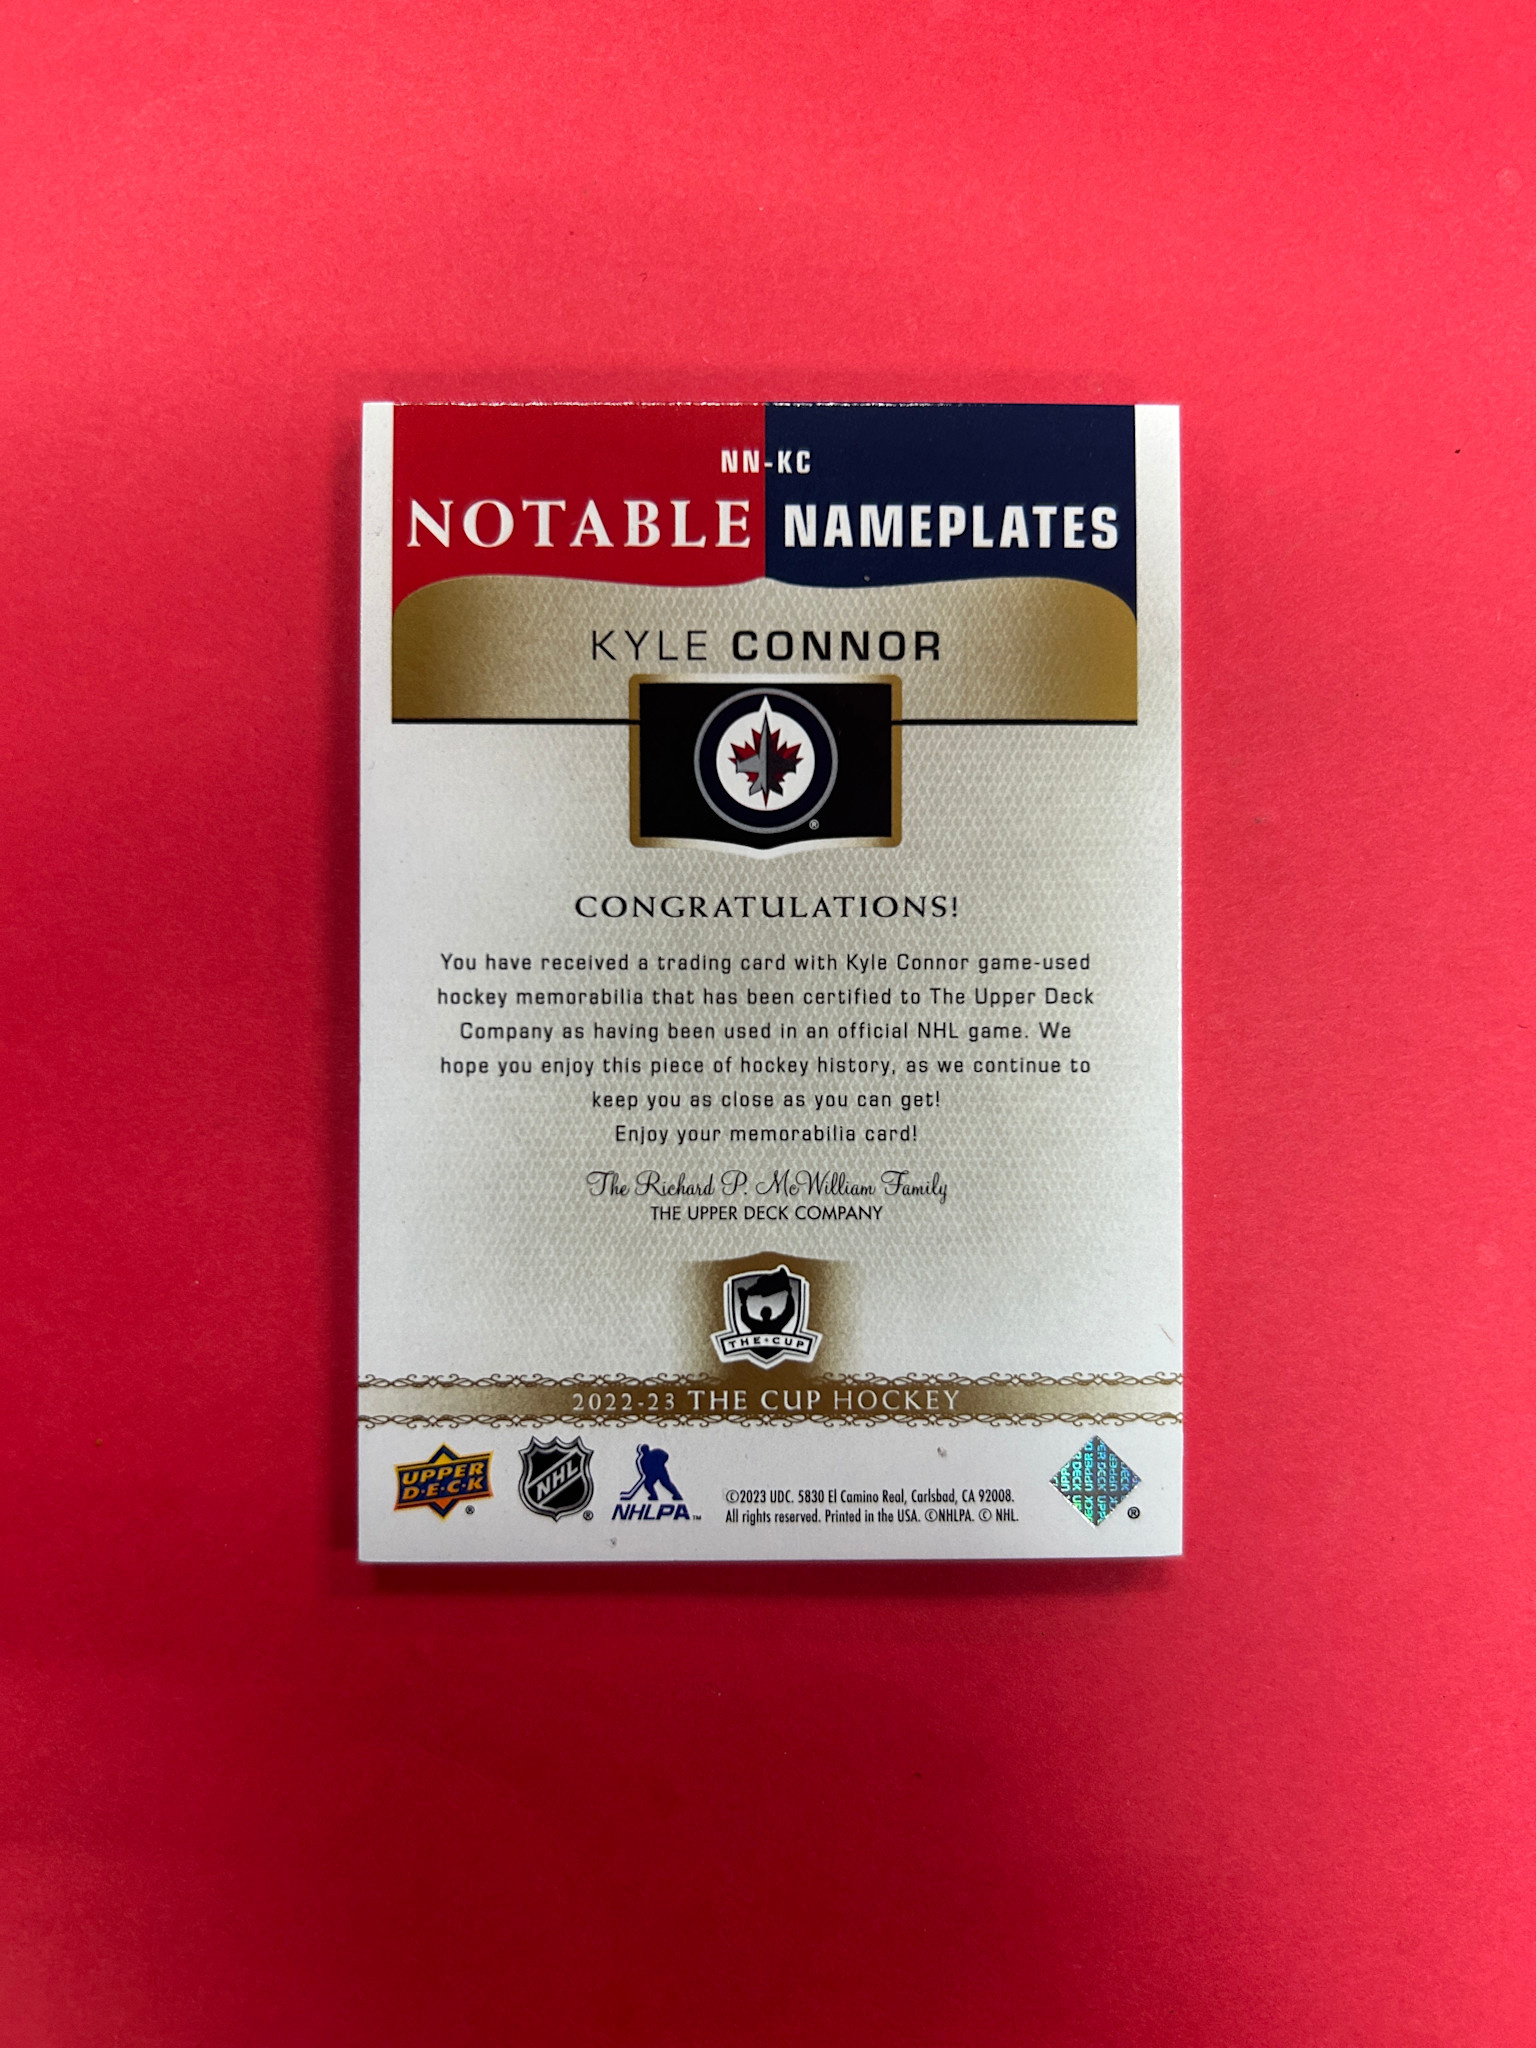 NN-KC
NOTABLE NAMEPLATES
KYLE CONNOR
®
CONGRATULATIONS!
You have received a trading card with Kyle Connor game-used
hockey memorabilia that has been certified to The Upper Deck
Company as having been used in an official NHL game. We
hope you enjoy this piece of hockey history, as we continue to
keep you as close as you can get!
Enjoy your memorabilia card!
The Richard P. McWilliam Family
THE UPPER DECK COMPANY
THE CUP
2022-23 THE CUP HOCKEY
UPPER
D·E·C·K ®
NHL ®
NHLPA ™
©2023 UDC. 5830 El Camino Real, Carlsbad, CA 92008.
All rights reserved. Printed in the USA. ©NHLPA. © NHL.
®